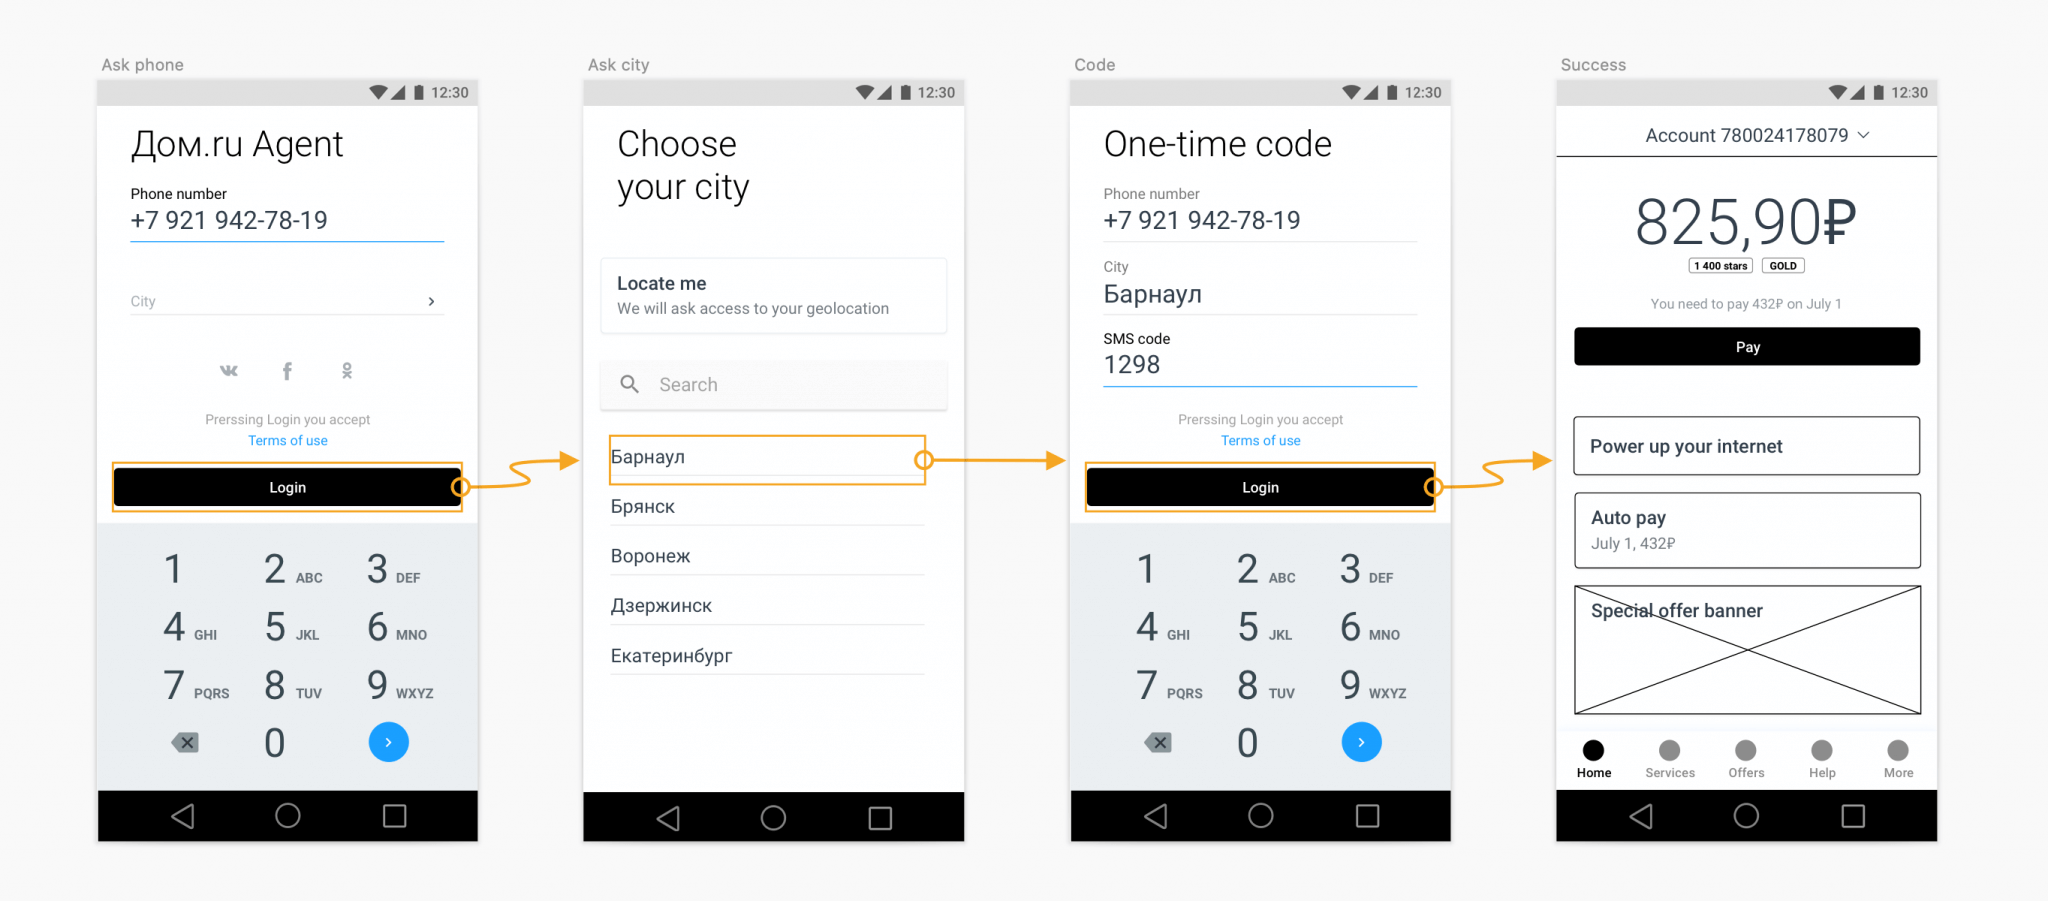 Ask phone
12:30
Дом.ru Agent
Phone number
+7 921 942-78-19
City
Prerssing Login you accept
Terms of use
Login
1
2 ABC
3 DEF
4 GHI
5 JKL
6 MNO
7 PQRS
8 TUV
9 WXYZ
0
Ask city
12:30
Choose
your city
Locate me
We will ask access to your geolocation
Search
Барнаул
Брянск
Воронеж
Дзержинск
Екатеринбург
Code
12:30
One-time code
Phone number
+7 921 942-78-19
City
Барнаул
SMS code
1298
Prerssing Login you accept
Terms of use
Login
1
2 ABC
3 DEF
4 GHI
5 JKL
6 MNO
7 PQRS
8 TUV
9 WXYZ
0
Success
12:30
Account 780024178079
825,90₽
1 400 stars
GOLD
You need to pay 432₽ on July 1
Pay
Power up your internet
Auto pay
July 1, 432₽
Special offer banner
Home
Services
Offers
Help
More